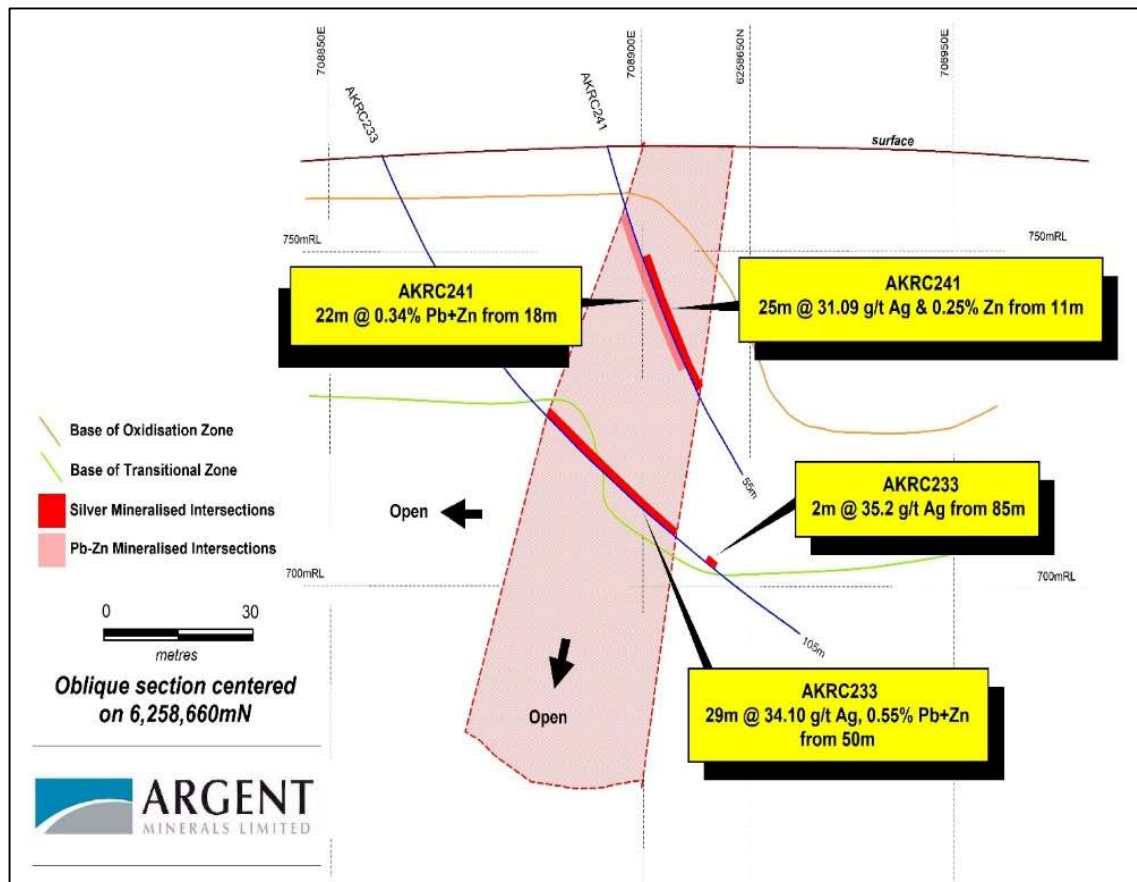 708850E
708900E
6258650N
708950E
AKRC233
AKRC241
surface
750mRL
750mRL
AKRC241
22m @ 0.34% Pb+Zn from 18m
AKRC241
25m @ 31.09 g/t Ag & 0.25% Zn from 11m
Base of Oxidisation Zone
Base of Transitional Zone
Silver Mineralised Intersections
Pb-Zn Mineralised Intersections
Open
55m
AKRC233
2m @ 35.2 g/t Ag from 85m
700mRL
700mRL
0 30
metres
Oblique section centered
on 6,258,660mN
105m
Open
AKRC233
29m @ 34.10 g/t Ag, 0.55% Pb+Zn
from 50m
ARGENT
MINERALS LIMITED